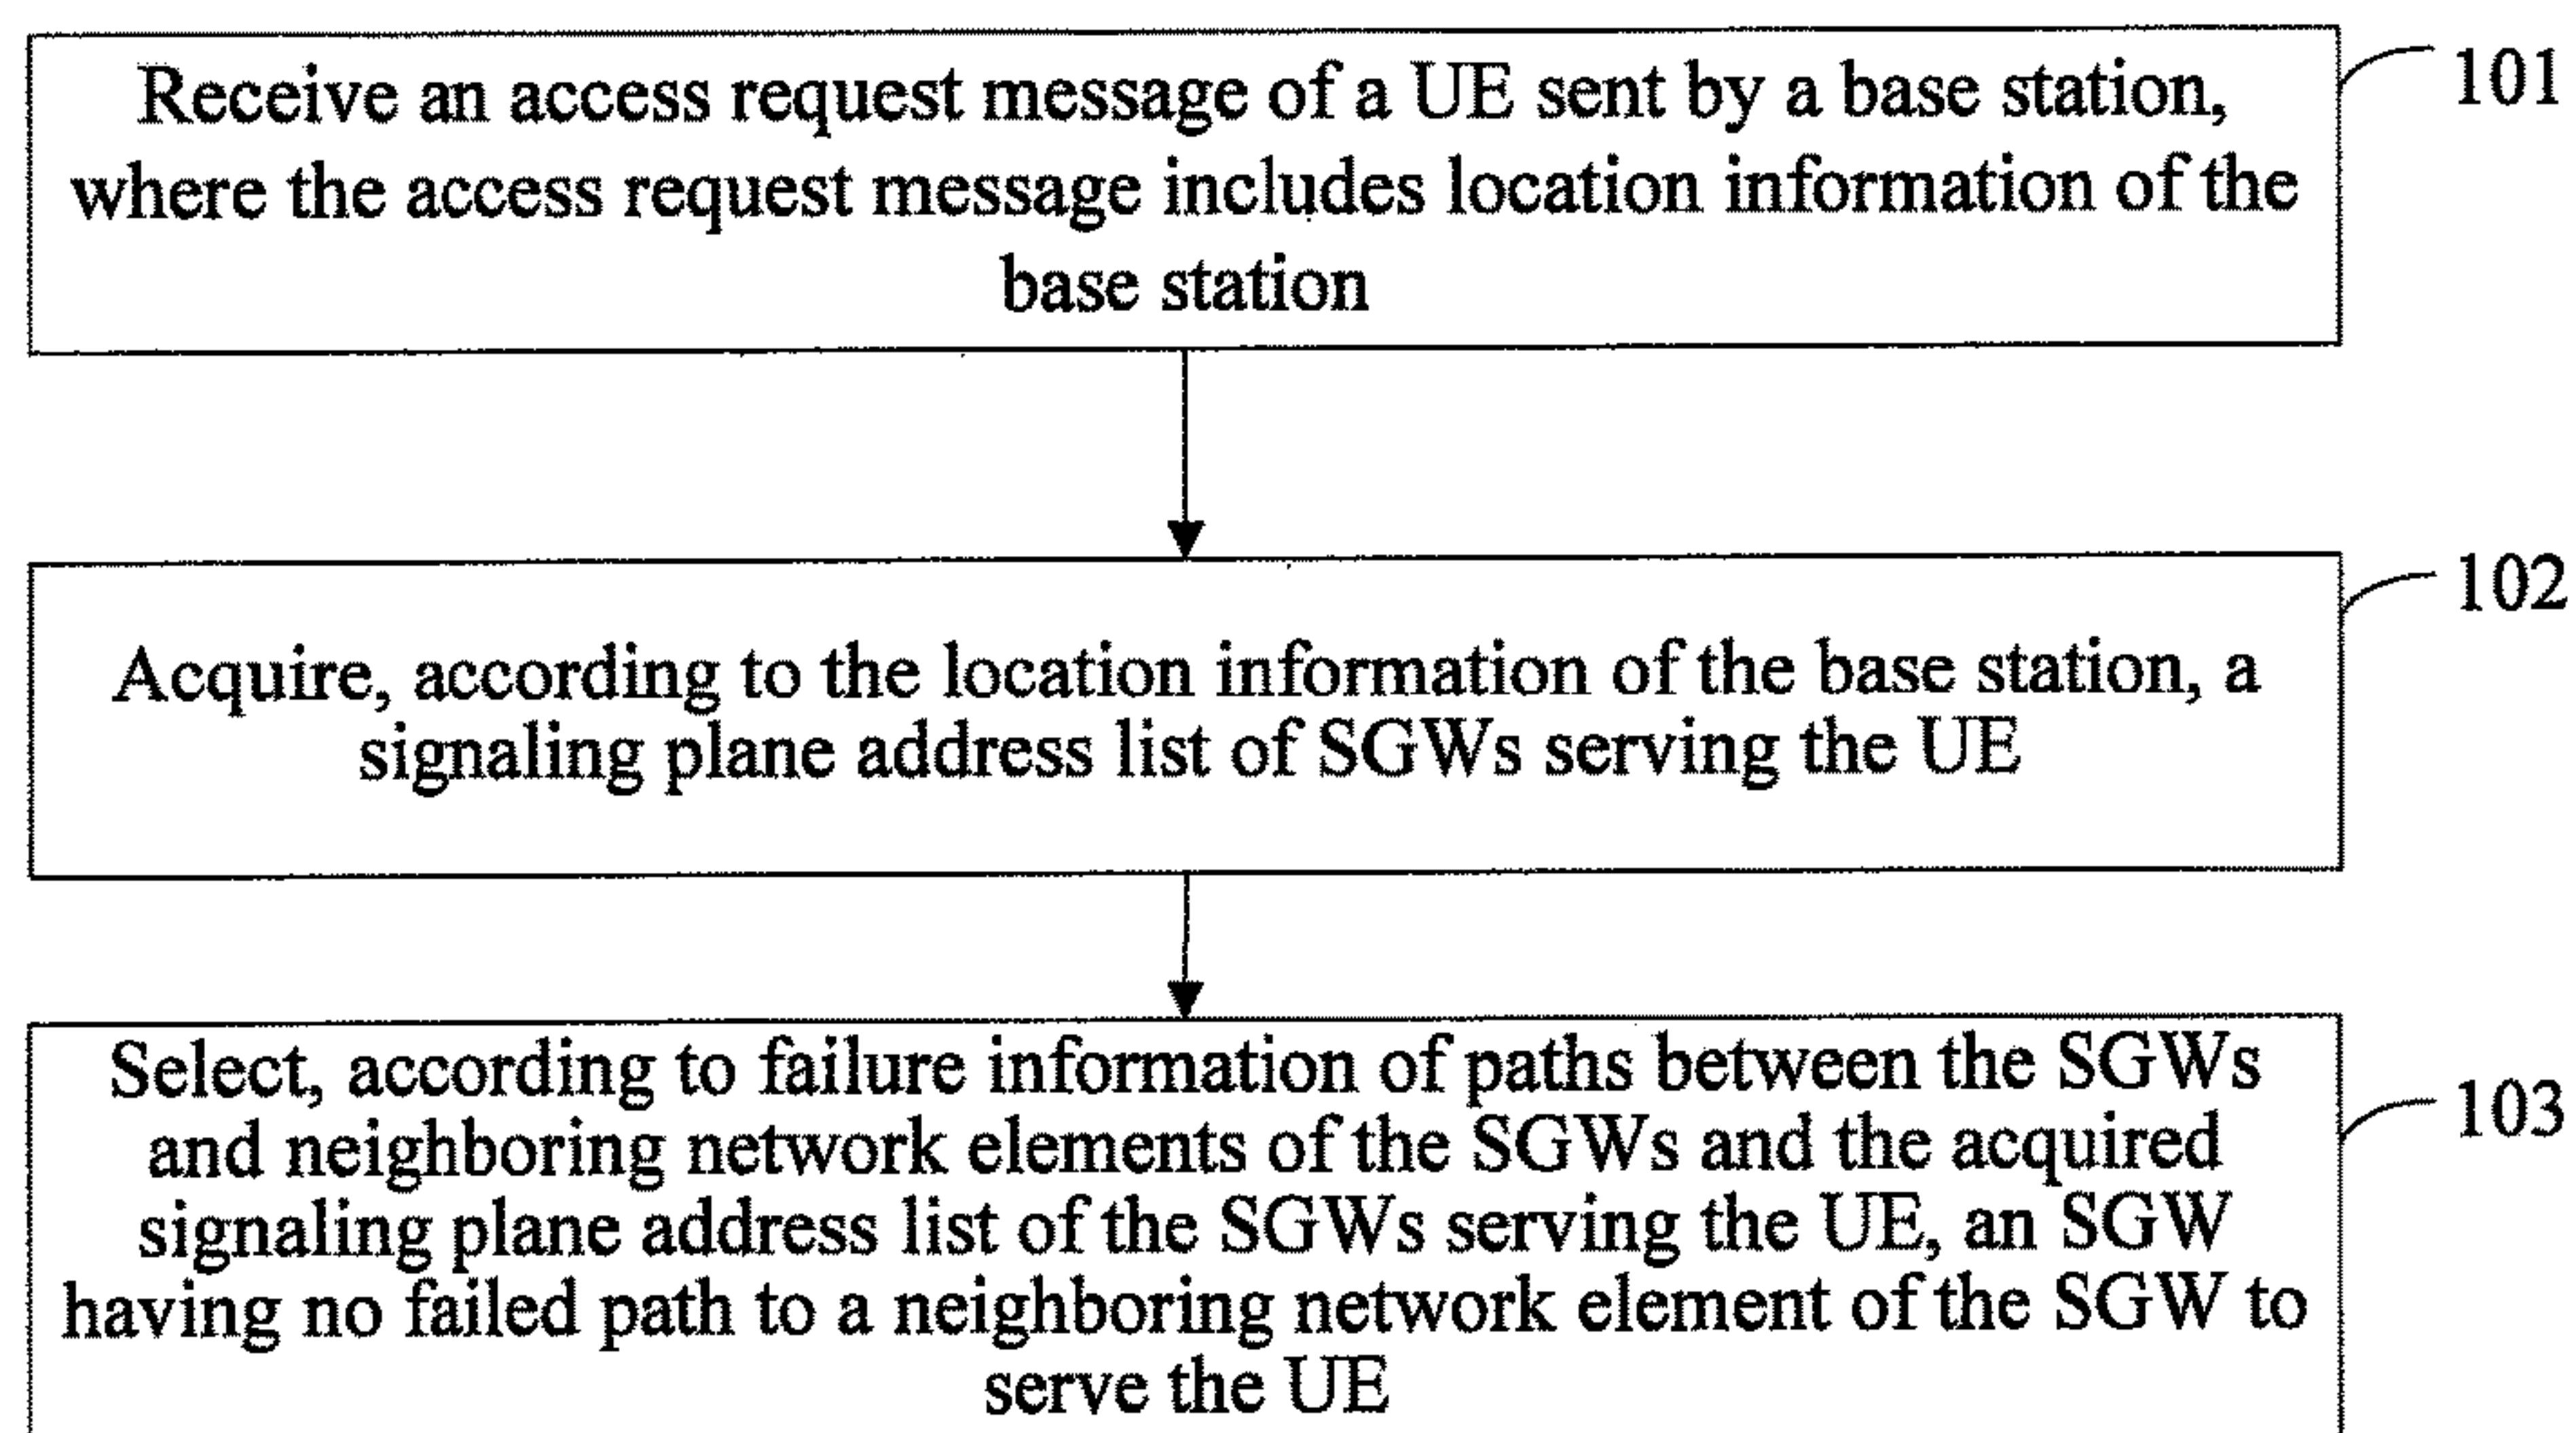 Receive an access request message of a UE sent by a base station,
where the access request message includes location information of the
base station
101
Acquire, according to the location information of the base station, a
signaling plane address list of SGWs serving the UE
102
Select, according to failure information of paths between the SGWs
and neighboring network elements of the SGWs and the acquired
signaling plane address list of the SGWs serving the UE, an SGW
having no failed path to a neighboring network element of the SGW to
serve the UE
103